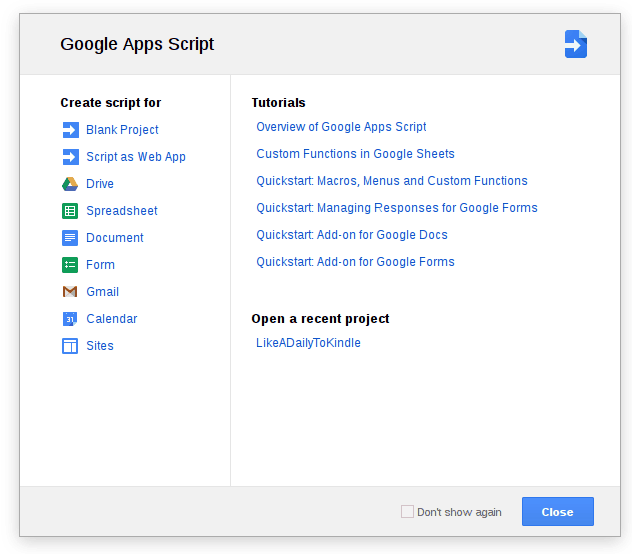 Google Apps Script
Create script for
Blank Project
Script as Web App
Drive
Spreadsheet
Document
Form
Gmail
31
Calendar
Sites
Tutorials
Overview of Google Apps Script
Custom Functions in Google Sheets
Quickstart: Macros, Menus and Custom Functions
Quickstart: Managing Responses for Google Forms
Quickstart: Add-on for Google Docs
Quickstart: Add-on for Google Forms
Open a recent project
LikeADailyToKindle
Don't show again
Close